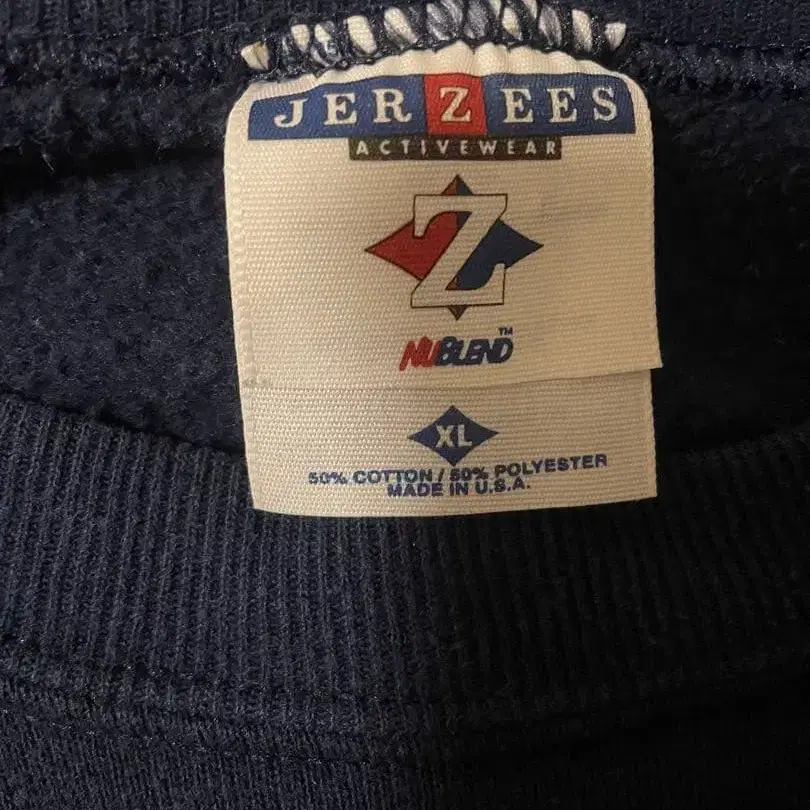 JERZEES
ACTIVEWEAR
Z
NUBLEND™
XL
50% COTTON / 50% POLYESTER
MADE IN U.S.A.